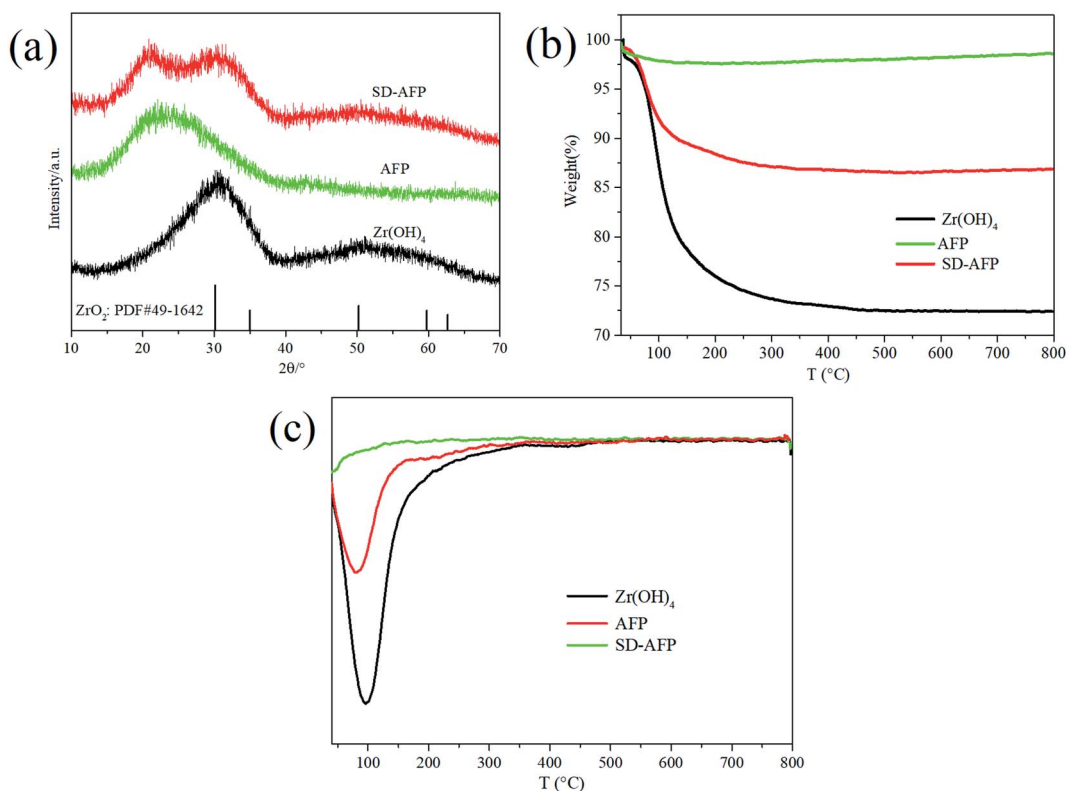 (a)
Intensity/a.u.
SD-AFP
AFP
Zr(OH)₄
ZrO₂: PDF#49-1642
10 20 30 40 50 60 70
2θ/°
(b)
Weight(%)
100
95
90
85
80
75
70
Zr(OH)₄
AFP
SD-AFP
100 200 300 400 500 600 700 800
T (°C)
(c)
Zr(OH)₄
AFP
SD-AFP
100 200 300 400 500 600 700 800
T (°C)